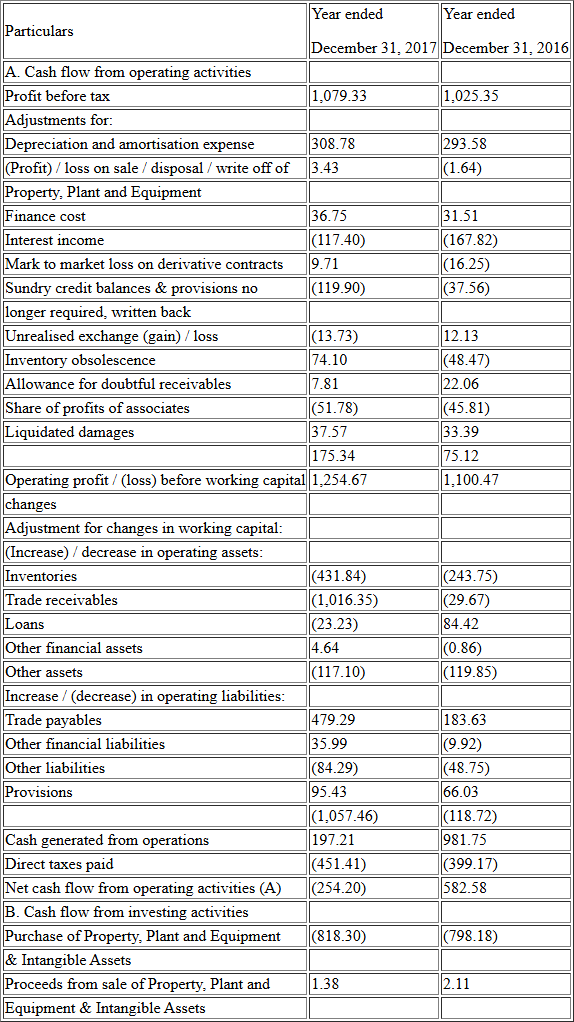 Particulars Year ended Year ended
December 31, 2017 December 31, 2016
A. Cash flow from operating activities
Profit before tax 1,079.33 1,025.35
Adjustments for:
Depreciation and amortisation expense 308.78 293.58
(Profit) / loss on sale / disposal / write off of 3.43 (1.64)
Property, Plant and Equipment
Finance cost 36.75 31.51
Interest income (117.40) (167.82)
Mark to market loss on derivative contracts 9.71 (16.25)
Sundry credit balances & provisions no (119.90) (37.56)
longer required, written back
Unrealised exchange (gain) / loss (13.73) 12.13
Inventory obsolescence 74.10 (48.47)
Allowance for doubtful receivables 7.81 22.06
Share of profits of associates (51.78) (45.81)
Liquidated damages 37.57 33.39
175.34 75.12
Operating profit / (loss) before working capital 1,254.67 1,100.47
changes
Adjustment for changes in working capital:
(Increase) / decrease in operating assets:
Inventories (431.84) (243.75)
Trade receivables (1,016.35) (29.67)
Loans (23.23) 84.42
Other financial assets 4.64 (0.86)
Other assets (117.10) (119.85)
Increase / (decrease) in operating liabilities:
Trade payables 479.29 183.63
Other financial liabilities 35.99 (9.92)
Other liabilities (84.29) (48.75)
Provisions 95.43 66.03
(1,057.46) (118.72)
Cash generated from operations 197.21 981.75
Direct taxes paid (451.41) (399.17)
Net cash flow from operating activities (A) (254.20) 582.58
B. Cash flow from investing activities
Purchase of Property, Plant and Equipment (818.30) (798.18)
& Intangible Assets
Proceeds from sale of Property, Plant and 1.38 2.11
Equipment & Intangible Assets